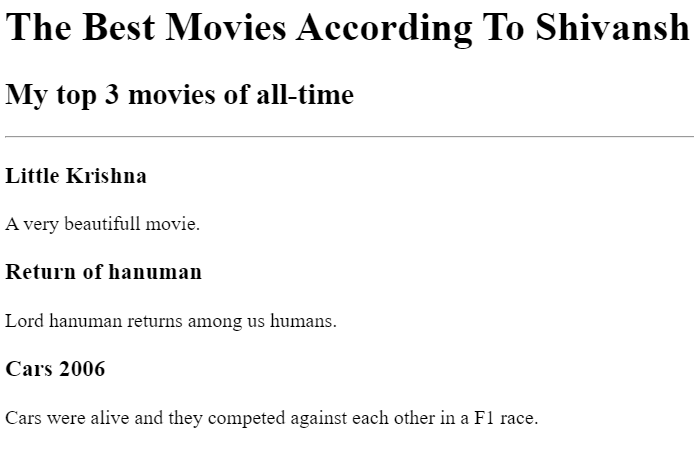 The Best Movies According To Shivansh
My top 3 movies of all-time
Little Krishna
A very beautifull movie.
Return of hanuman
Lord hanuman returns among us humans.
Cars 2006
Cars were alive and they competed against each other in a F1 race.